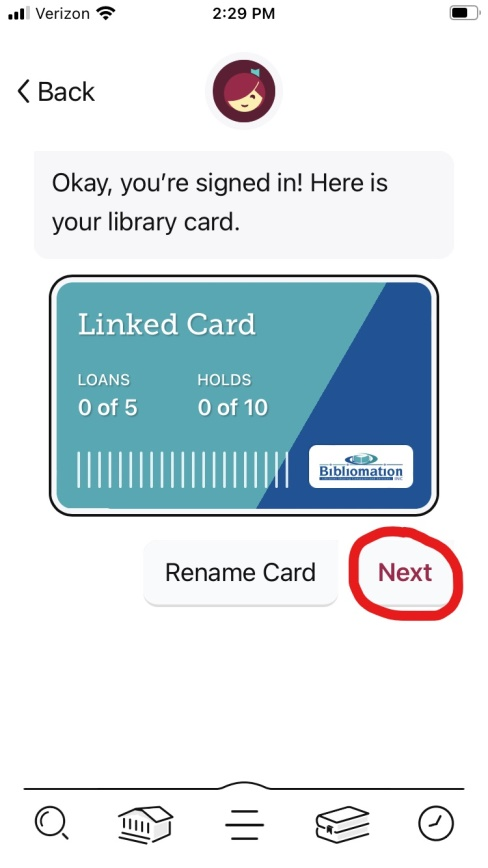 Verizon 2:29 PM
Back
Okay, you’re signed in! Here is
your library card.
Linked Card
LOANS HOLDS
0 of 5 0 of 10
Bibliomation
Rename Card Next